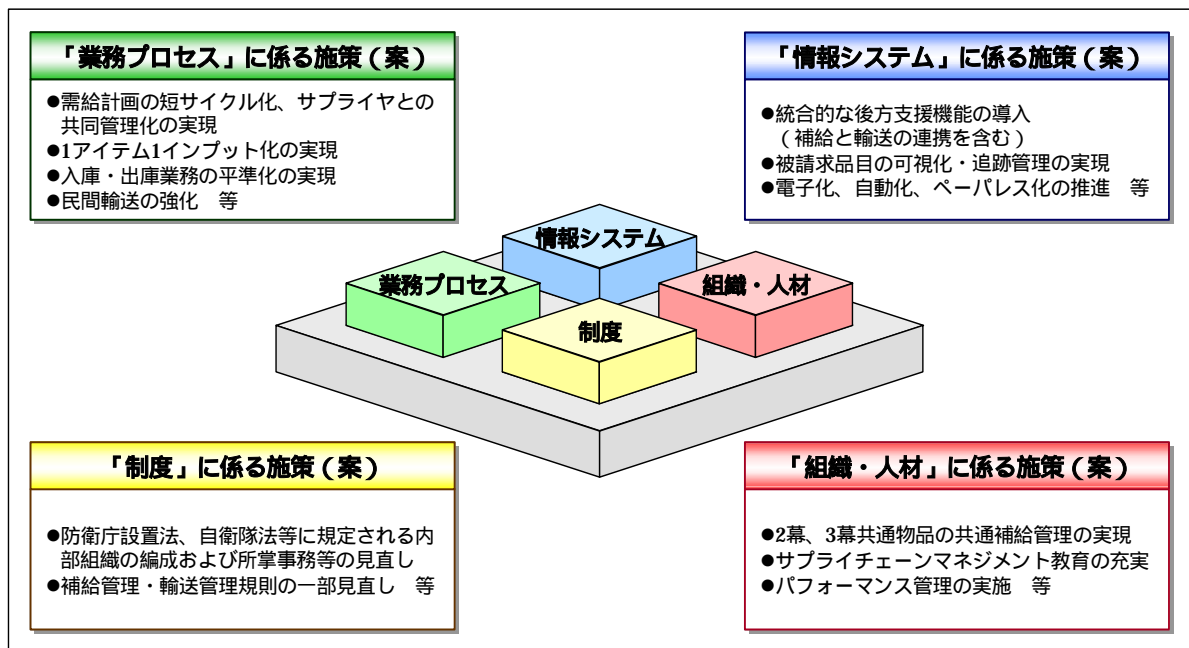 「業務プロセス」に係る施策(案)
●需給計画の短サイクル化、サプライヤとの
共同管理化の実現
●1アイテム1インプット化の実現
●入庫・出庫業務の平準化の実現
●民間輸送の強化 等
「情報システム」に係る施策(案)
●統合的な後方支援機能の導入
(補給と輸送の連携を含む)
●被請求品目の可視化・追跡管理の実現
●電子化、自動化、ペーパレス化の推進 等
情報システム
業務プロセス
組織・人材
制度
「制度」に係る施策(案)
●防衛庁設置法、自衛隊法等に規定される内
部組織の編成および所掌事務等の見直し
●補給管理・輸送管理規則の一部見直し 等
「組織・人材」に係る施策(案)
●2幕、3幕共通物品の共通補給管理の実現
●サプライチェーンマネジメント教育の充実
●パフォーマンス管理の実施 等